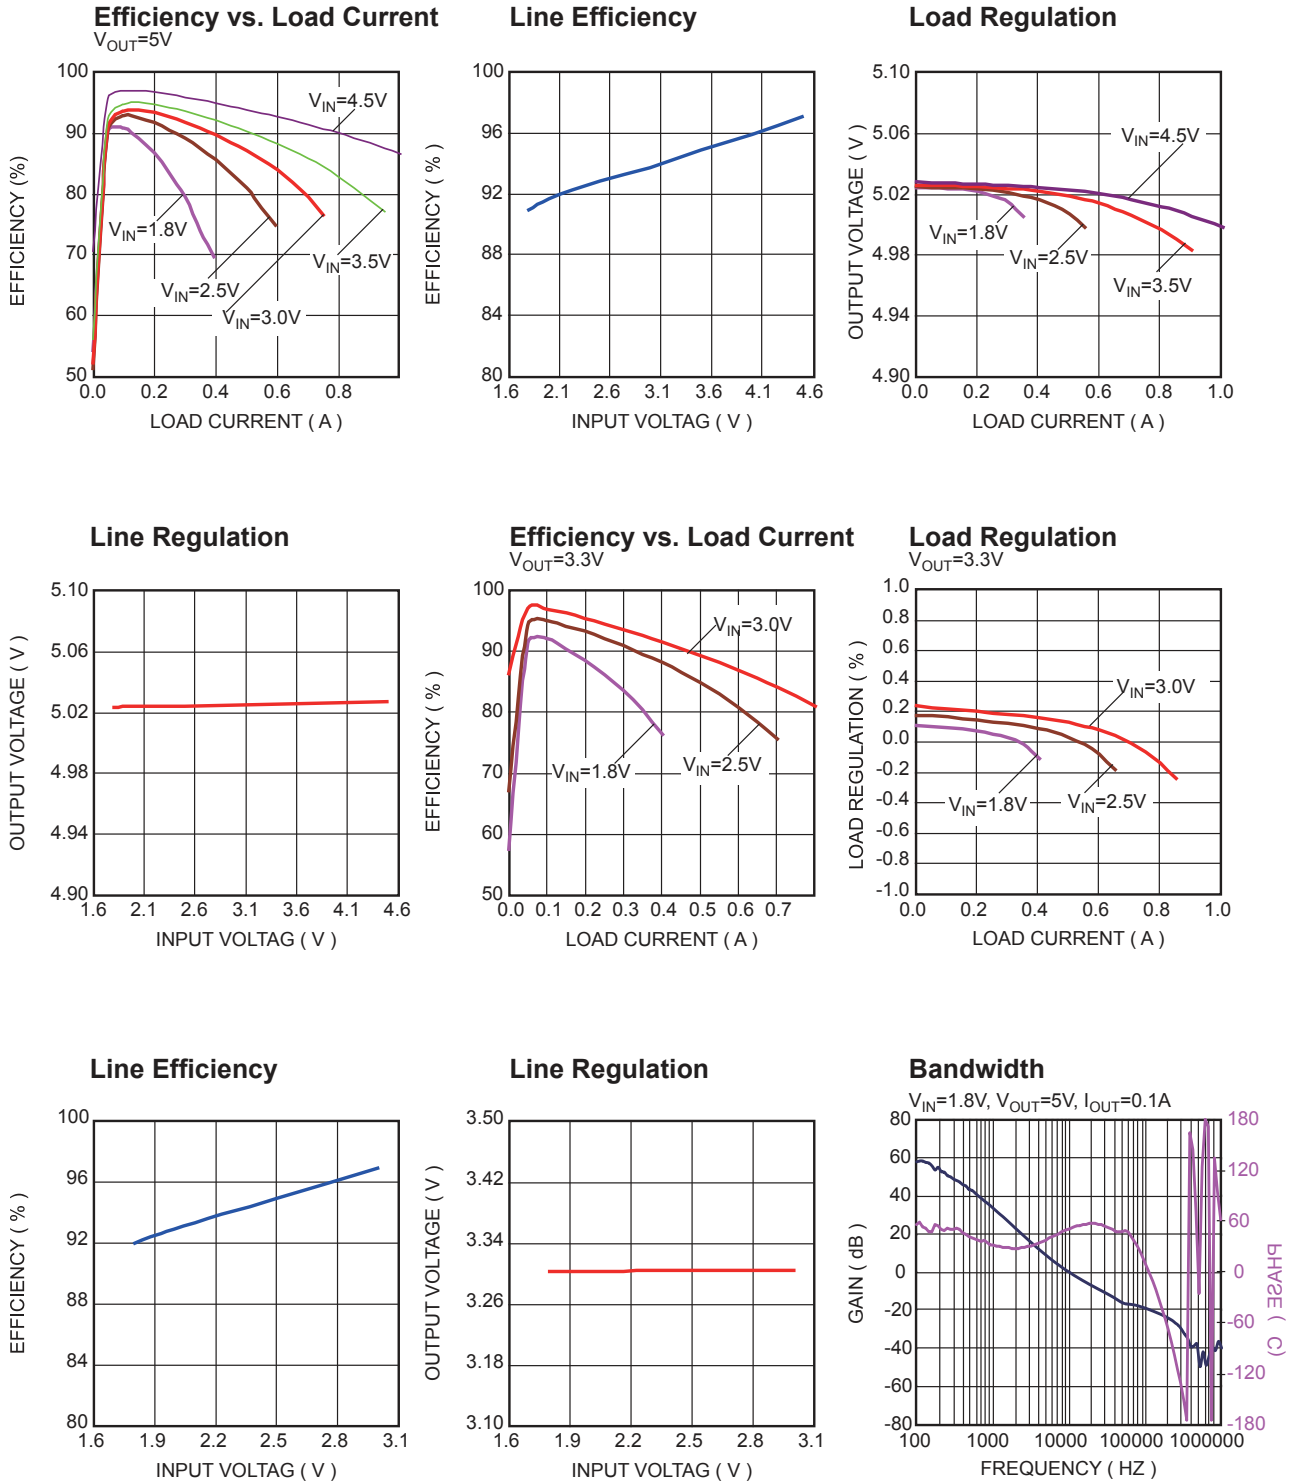 Efficiency vs. Load Current
VOUT=5V
100
90
80
70
60
50
0.0 0.2 0.4 0.6 0.8
EFFICIENCY (%)
LOAD CURRENT ( A )
VIN=4.5V
VIN=1.8V
VIN=3.5V
VIN=2.5V
VIN=3.0V
Line Efficiency
100
96
92
88
84
80
1.6 2.1 2.6 3.1 3.6 4.1 4.6
EFFICIENCY ( % )
INPUT VOLTAG ( V )
Load Regulation
5.10
5.06
5.02
4.98
4.94
4.90
0.0 0.2 0.4 0.6 0.8 1.0
OUTPUT VOLTAGE ( V )
LOAD CURRENT ( A )
VIN=4.5V
VIN=1.8V
VIN=2.5V
VIN=3.5V
Line Regulation
5.10
5.06
5.02
4.98
4.94
4.90
1.6 2.1 2.6 3.1 3.6 4.1 4.6
OUTPUT VOLTAGE ( V )
INPUT VOLTAG ( V )
Efficiency vs. Load Current
VOUT=3.3V
100
90
80
70
60
50
0.0 0.1 0.2 0.3 0.4 0.5 0.6 0.7
EFFICIENCY ( % )
LOAD CURRENT ( A )
VIN=3.0V
VIN=1.8V
VIN=2.5V
Load Regulation
VOUT=3.3V
1.0
0.8
0.6
0.4
0.2
0.0
-0.2
-0.4
-0.6
-0.8
-1.0
0.0 0.2 0.4 0.6 0.8 1.0
LOAD REGULATION ( % )
LOAD CURRENT ( A )
VIN=3.0V
VIN=1.8V
VIN=2.5V
Line Efficiency
100
96
92
88
84
80
1.6 1.9 2.2 2.5 2.8 3.1
EFFICIENCY ( % )
INPUT VOLTAG ( V )
Line Regulation
3.50
3.42
3.34
3.26
3.18
3.10
1.6 1.9 2.2 2.5 2.8 3.1
OUTPUT VOLTAGE ( V )
INPUT VOLTAG ( V )
Bandwidth
VIN=1.8V, VOUT=5V, IOUT=0.1A
80
60
40
20
0
-20
-40
-60
-80
180
120
60
0
-60
-120
-180
100 1000 10000 100000 1000000
GAIN ( dB )
PHASE ( C)
FREQUENCY ( HZ )